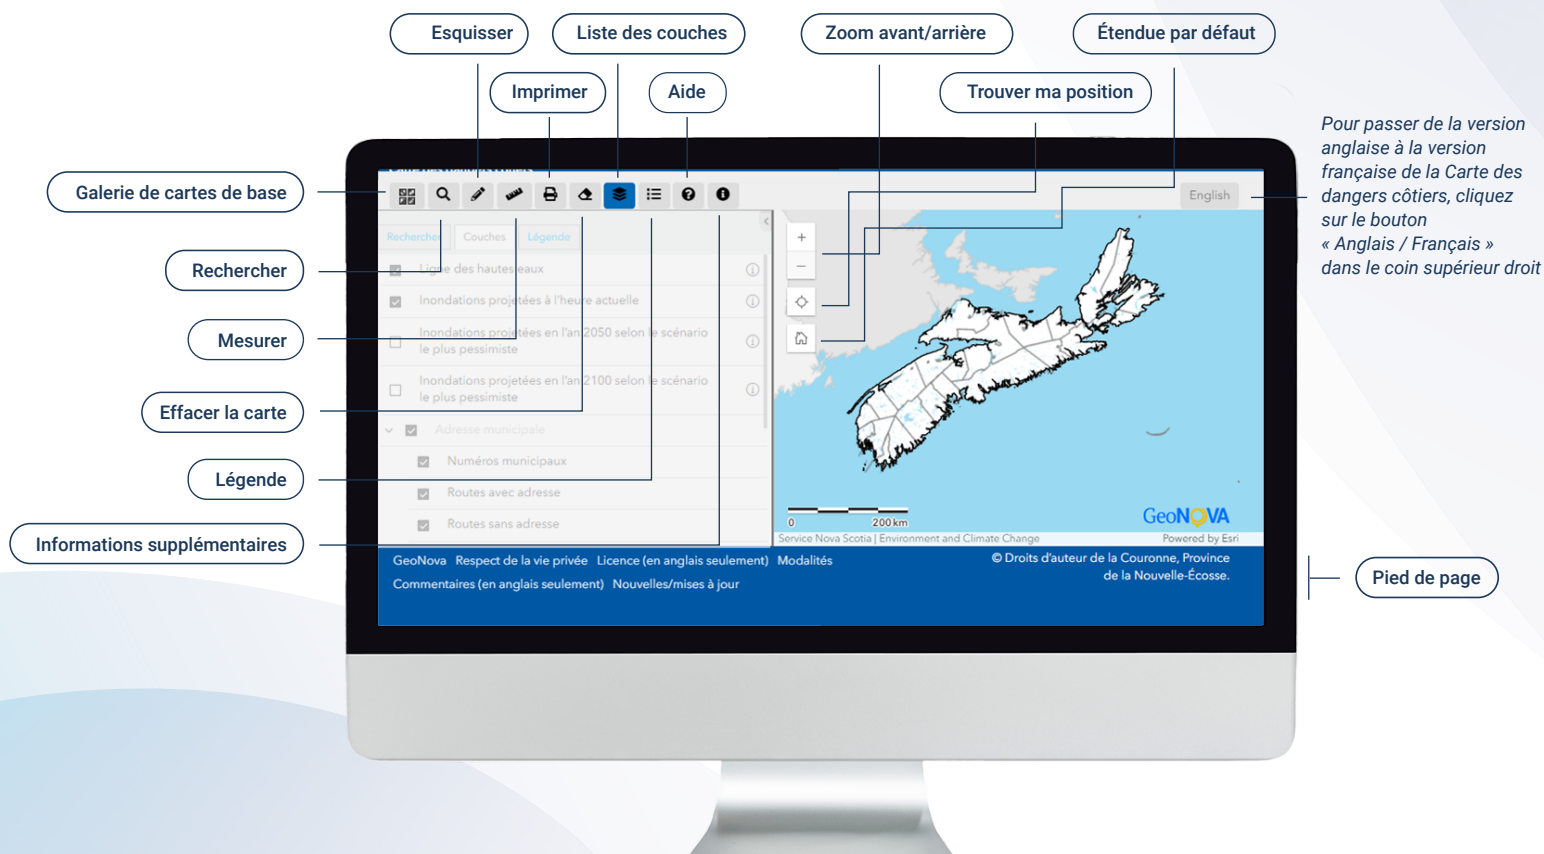 Esquisser
Liste des couches
Zoom avant/arrière
Étendue par défaut
Imprimer
Aide
Trouver ma position
Pour passer de la version
anglaise à la version
française de la Carte des
dangers côtiers, cliquez
sur le bouton
« Anglais / Français »
dans le coin supérieur droit
Galerie de cartes de base
English
Rechercher
Couches
Légende
Rechercher
Ligne des hautes eaux
Inondations projetées à l'heure actuelle
Mesurer
Inondations projetées en l'an 2050 selon le scénario
le plus pessimiste
Inondations projetées en l'an 2100 selon le scénario
le plus pessimiste
Effacer la carte
Adresse municipale
Numéros municipaux
Légende
Routes avec adresse
Routes sans adresse
0
200 km
GeoNOVA
Informations supplémentaires
Service Nova Scotia | Environment and Climate Change
Powered by Esri
GeoNova Respect de la vie privée Licence (en anglais seulement) Modalités
Commentaires (en anglais seulement) Nouvelles/mises à jour
© Droits d'auteur de la Couronne, Province
de la Nouvelle-Écosse.
Pied de page